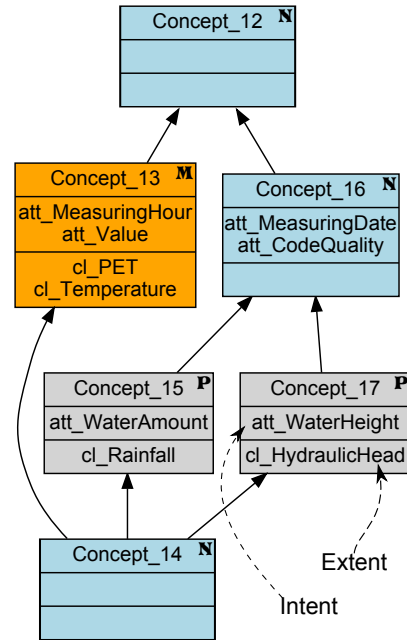 Concept_12 N
Concept_13 M
att_MeasuringHour
att_Value
cl_PET
cl_Temperature
Concept_16 N
att_MeasuringDate
att_CodeQuality
Concept_15 P
att_WaterAmount
cl_Rainfall
Concept_17 P
att_WaterHeight
cl_HydraulicHead
Concept_14 N
Extent
Intent